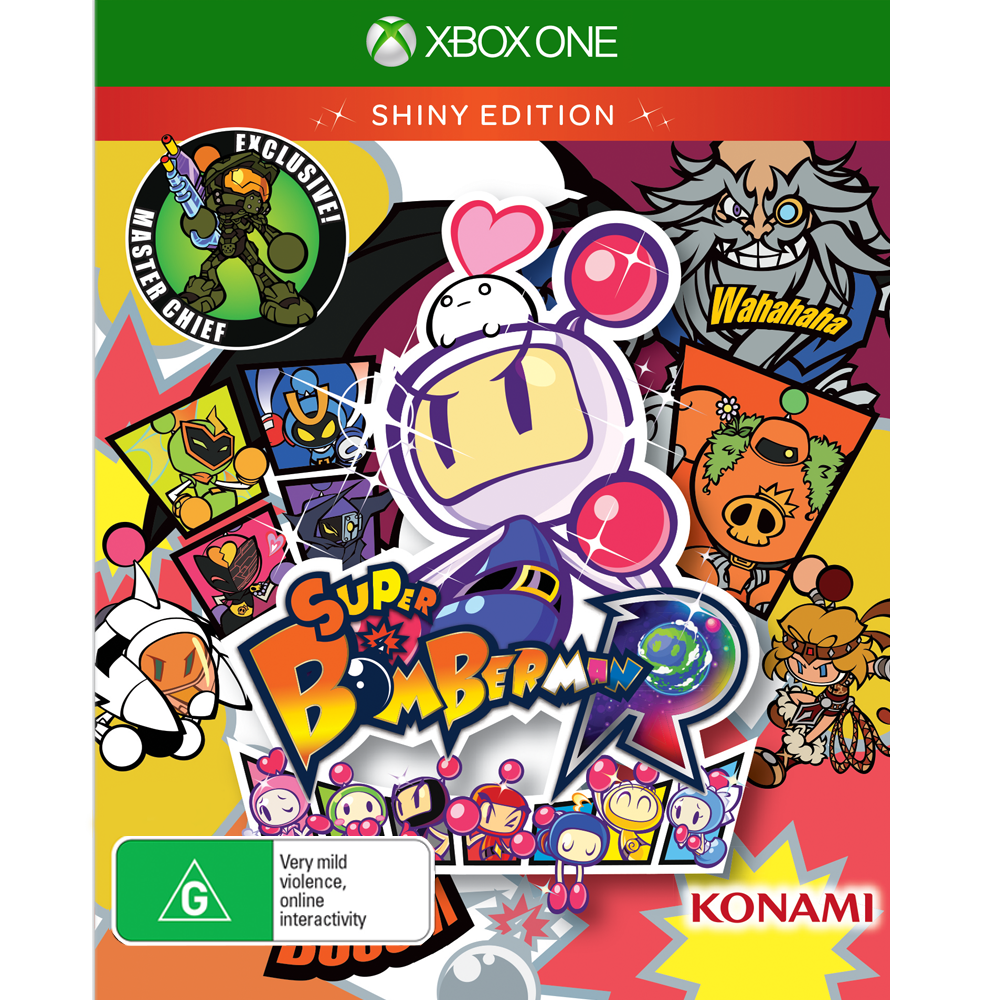 XBOX ONE
SHINY EDITION
EXCLUSIVE!
MASTER CHIEF
Wahahaha
SUPER
BOMBERMAN R
G
Very mild
violence,
online
interactivity
KONAMI